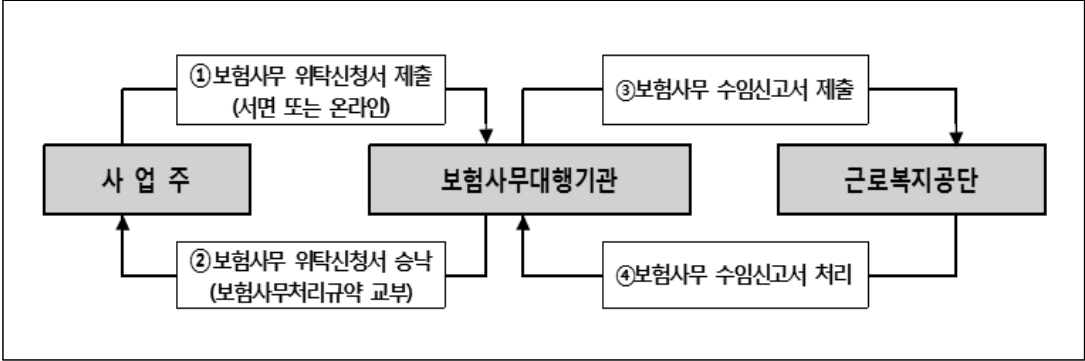 ①보험사무 위탁신청서 제출
(서면 또는 온라인)
③보험사무 수임신고서 제출
사 업 주
보험사무대행기관
근로복지공단
②보험사무 위탁신청서 승낙
(보험사무처리규약 교부)
④보험사무 수임신고서 처리